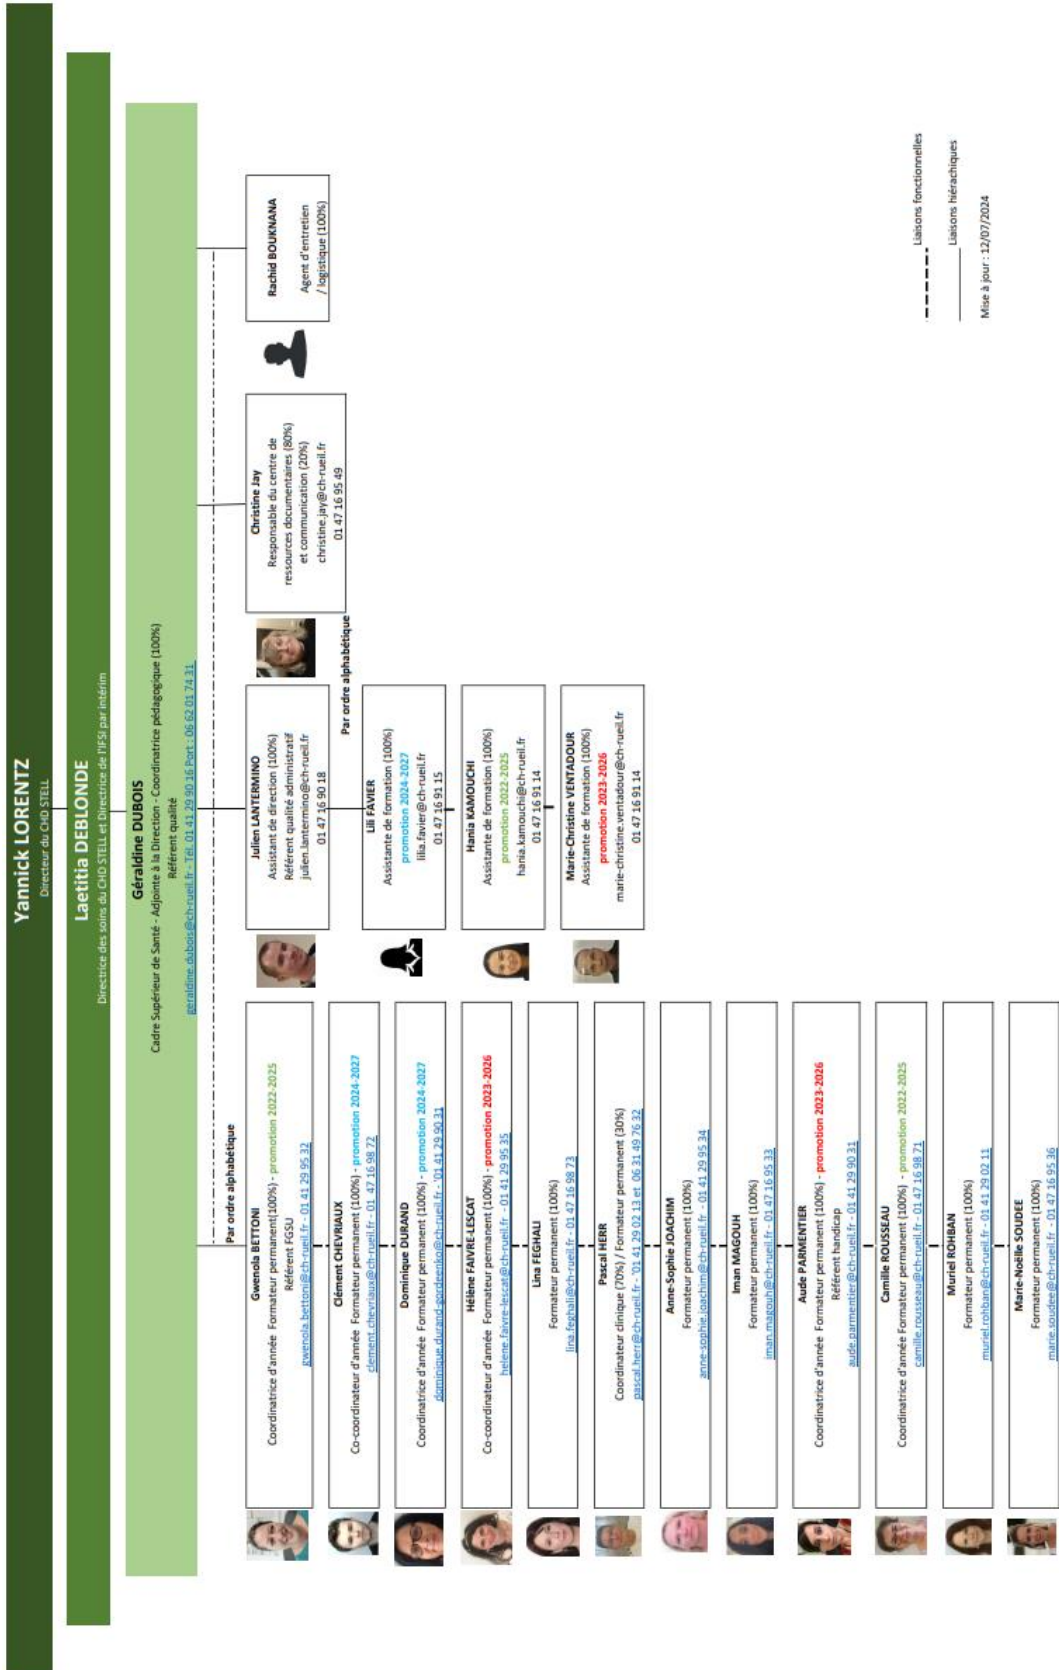 Yannick LORENTZ
Directeur du CHD STELL
Laetitia DEBLONDE
Directrice des soins du CHD STELL et Directrice de l'IFSI par intérim
Géraldine DUBOIS
Cadre Supérieur de Santé - Adjointe à la Direction - Coordinatrice pédagogique (100%)
Référent qualité
geraldine.dubois@ch-rueil.fr - Tél. 01 41 29 90 16 Port : 06 62 01 74 31
Par ordre alphabétique
Gwenola BETTONI
Coordinatrice d'année Formateur permanent(100%) - promotion 2022-2025
Référent FGSU
gwenola.bettoni@ch-rueil.fr - 01 41 29 95 32
Clément CHEVRIAUX
Co-coordinateur d'année Formateur permanent (100%) - promotion 2024-2027
clement.chevriaux@ch-rueil.fr - 01 47 16 98 72
Dominique DURAND
Coordinatrice d'année Formateur permanent (100%) - promotion 2024-2027
dominique.durand-gordeenko@ch-rueil.fr - '01 41 29 90 31
Hélène FAIVRE-LESCAT
Co-coordinateur d'année Formateur permanent (100%) - promotion 2023-2026
helene.faivre-lescat@ch-rueil.fr - 01 41 29 95 35
Lina FEGHALI
Formateur permanent (100%)
lina.feghali@ch-rueil.fr - 01 47 16 98 73
Pascal HERR
Coordinateur clinique (70%) / Formateur permanent (30%)
pascal.herr@ch-rueil.fr - '01 41 29 02 13 et 06 31 49 76 32
Anne-Sophie JOACHIM
Formateur permanent (100%)
anne-sophie.joachim@ch-rueil.fr - 01 41 29 95 34
Iman MAGOUH
Formateur permanent (100%)
iman.magouh@ch-rueil.fr - 01 47 16 95 33
Aude PARMENTIER
Coordinatrice d'année Formateur permanent (100%) - promotion 2023-2026
Référent handicap
aude.parmentier@ch-rueil.fr - 01 41 29 90 31
Camille ROUSSEAU
Coordinatrice d'année Formateur permanent (100%) - promotion 2022-2025
camille.rousseau@ch-rueil.fr - 01 47 16 98 71
Muriel ROHBAN
Formateur permanent (100%)
muriel.rohban@ch-rueil.fr - 01 41 29 02 11
Marie-Noëlle SOUDEE
Formateur permanent (100%)
marie.soudee@ch-rueil.fr - 01 47 16 95 36
Julien LANTERMINO
Assistant de direction (100%)
Référent qualité administratif
julien.lantermino@ch-rueil.fr
01 47 16 90 18
Par ordre alphabétique
Lili FAVIER
Assistante de formation (100%)
promotion 2024-2027
lilia.favier@ch-rueil.fr
01 47 16 91 15
Hania KAMOUCHI
Assistante de formation (100%)
promotion 2022-2025
hania.kamouchi@ch-rueil.fr
01 47 16 91 14
Marie-Christine VENTADOUR
Assistante de formation (100%)
promotion 2023-2026
marie-christine.ventadour@ch-rueil.fr
01 47 16 91 14
Christine Jay
Responsable du centre de
ressources documentaires (80%)
et communication (20%)
christine.jay@ch-rueil.fr
01 47 16 95 49
Rachid BOUKNANA
Agent d'entretien
/ logistique (100%)
Liaisons fonctionnelles
Liaisons hiérachiques
Mise à jour : 12/07/2024